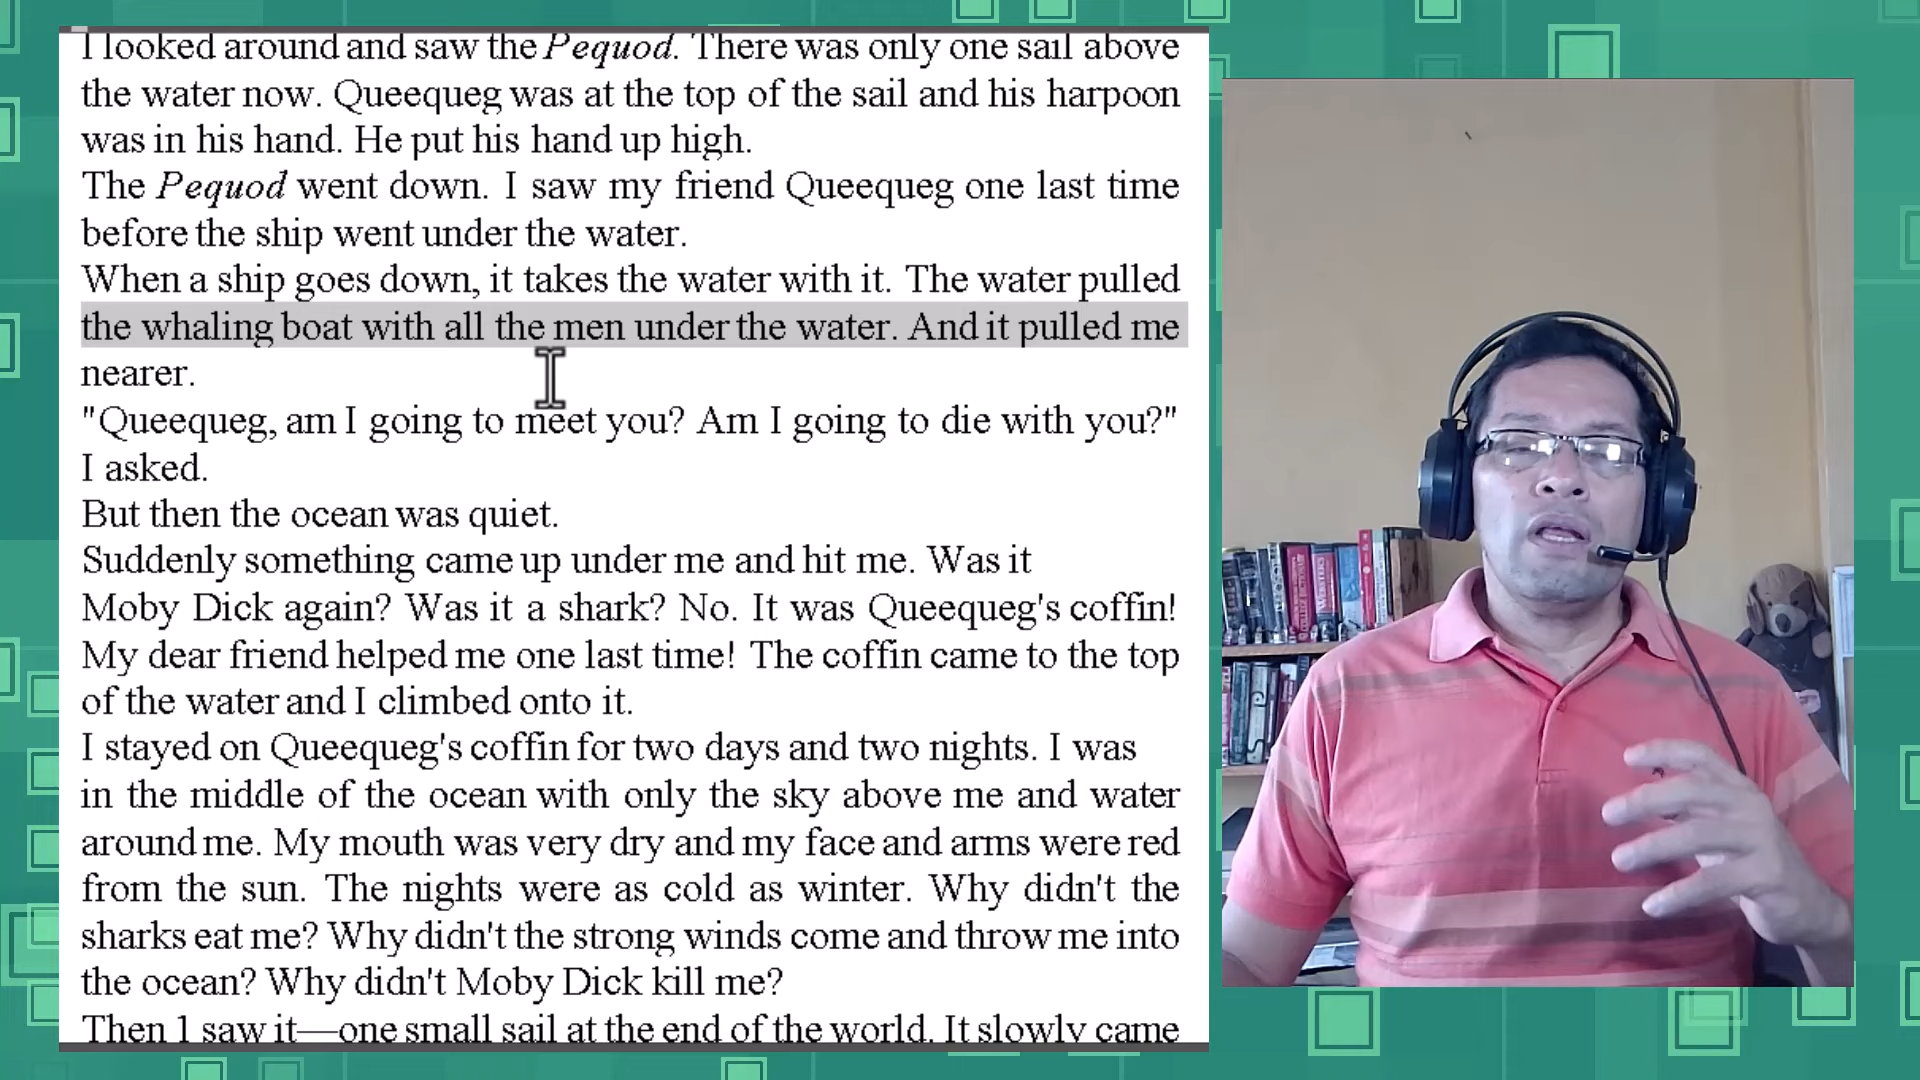 I looked around and saw the Pequod. There was only one sail above
the water now. Queequeg was at the top of the sail and his harpoon
was in his hand. He put his hand up high.
The Pequod went down. I saw my friend Queequeg one last time
before the ship went under the water.
When a ship goes down, it takes the water with it. The water pulled
the whaling boat with all the men under the water. And it pulled me
nearer.
"Queequeg, am I going to meet you? Am I going to die with you?"
I asked.
But then the ocean was quiet.
Suddenly something came up under me and hit me. Was it
Moby Dick again? Was it a shark? No. It was Queequeg's coffin!
My dear friend helped me one last time! The coffin came to the top
of the water and I climbed onto it.
I stayed on Queequeg's coffin for two days and two nights. I was
in the middle of the ocean with only the sky above me and water
around me. My mouth was very dry and my face and arms were red
from the sun. The nights were as cold as winter. Why didn't the
sharks eat me? Why didn't the strong winds come and throw me into
the ocean? Why didn't Moby Dick kill me?
Then 1 saw it—one small sail at the end of the world. It slowly came